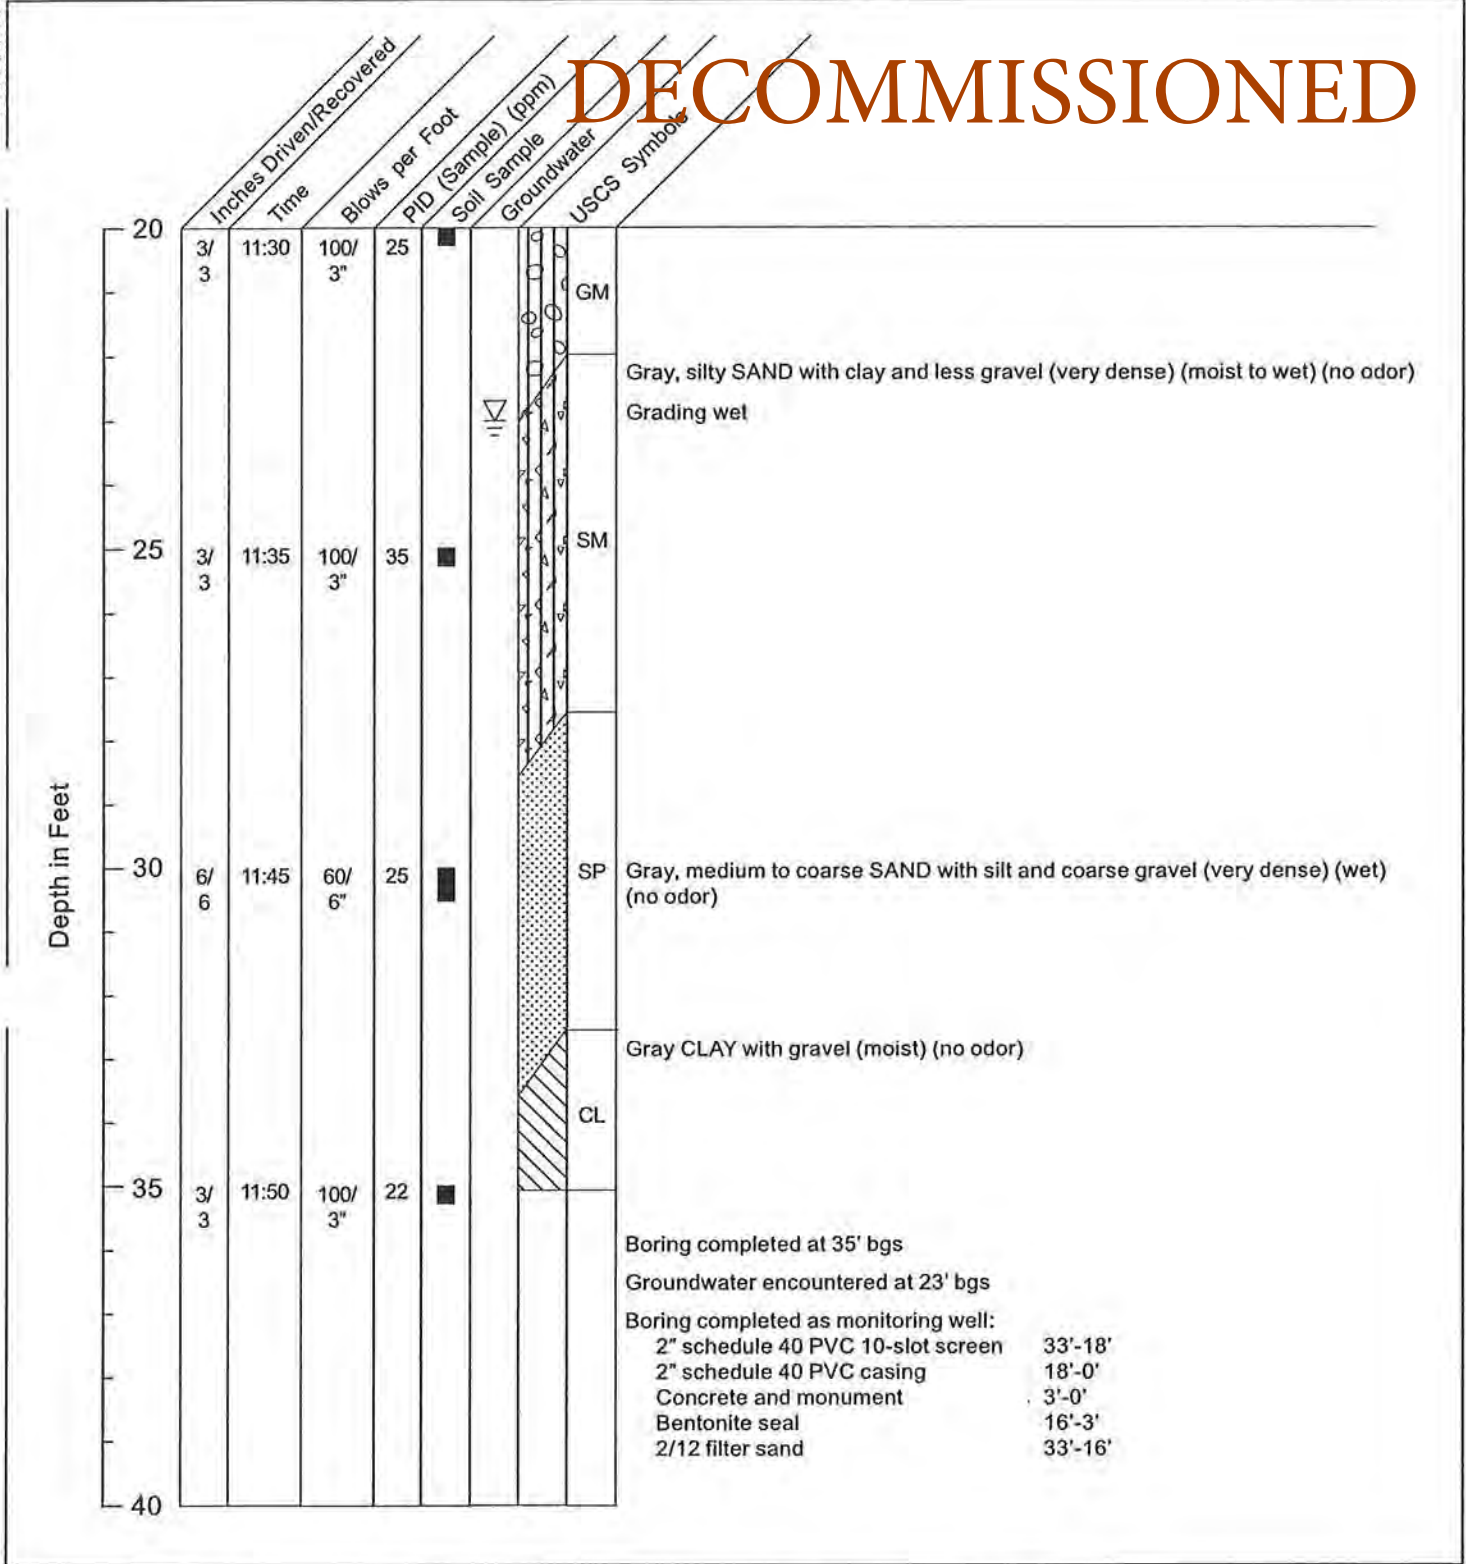 DECOMMISSIONED
Inches Driven/Recovered
Time
Blows per Foot
PID (Sample) (ppm)
Soil Sample
Groundwater
USCS Symbols
Depth in Feet
20
3/ 11:30 100/ 25
3 3"
GM
Gray, silty SAND with clay and less gravel (very dense) (moist to wet) (no odor)
Grading wet
SM
25
3/ 11:35 100/ 35
3 3"
30
6/ 11:45 60/ 25 SP Gray, medium to coarse SAND with silt and coarse gravel (very dense) (wet)
6 6" (no odor)
Gray CLAY with gravel (moist) (no odor)
CL
35
3/ 11:50 100/ 22
3 3"
Boring completed at 35' bgs
Groundwater encountered at 23' bgs
Boring completed as monitoring well:
2" schedule 40 PVC 10-slot screen 33'-18'
2" schedule 40 PVC casing 18'-0'
Concrete and monument 3'-0'
Bentonite seal 16'-3'
2/12 filter sand 33'-16'
40